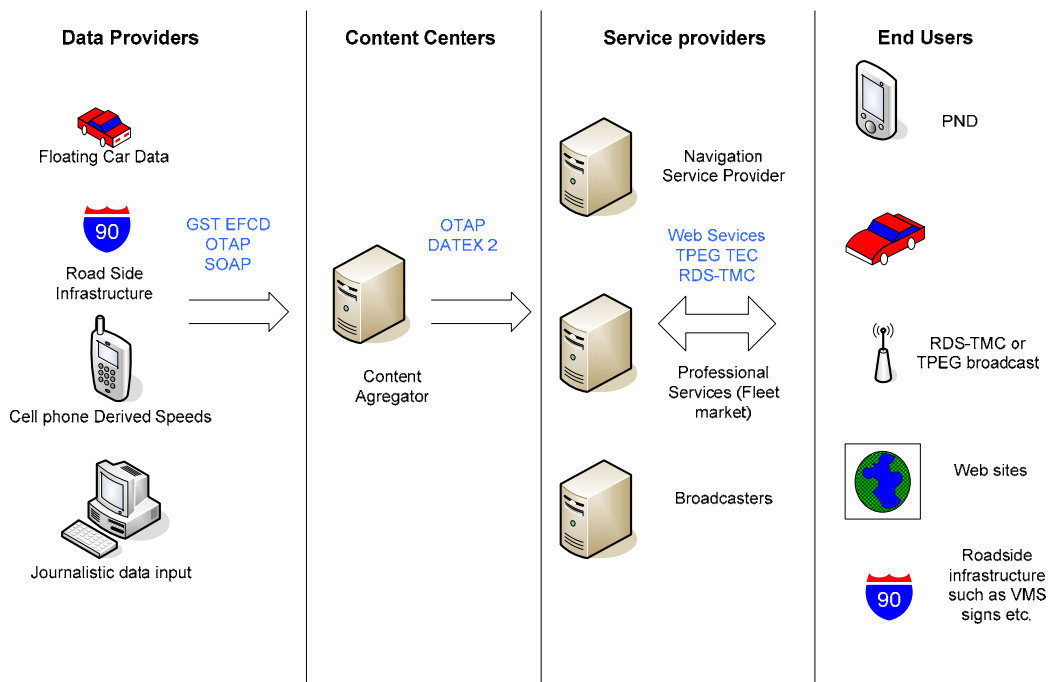 Data Providers
Floating Car Data
90
Road Side
Infrastructure
Cell phone Derived Speeds
Journalistic data input
GST EFCD
OTAP
SOAP
Content Centers
Content
Agregator
OTAP
DATEX 2
Service providers
Navigation
Service Provider
Web Sevices
TPEG TEC
RDS-TMC
Professional
Services (Fleet
market)
Broadcasters
End Users
PND
RDS-TMC or
TPEG broadcast
Web sites
Roadside
infrastructure
such as VMS
signs etc.
90